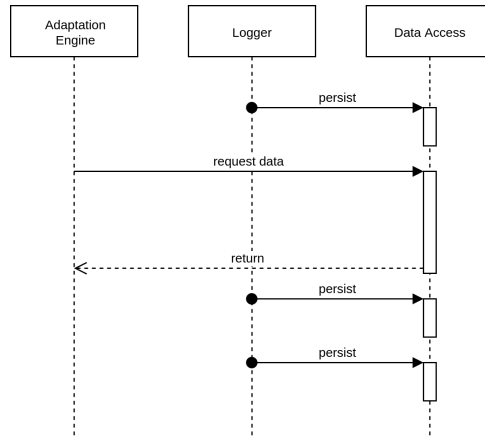 Adaptation
Engine
Logger
Data Access
persist
request data
return
persist
persist